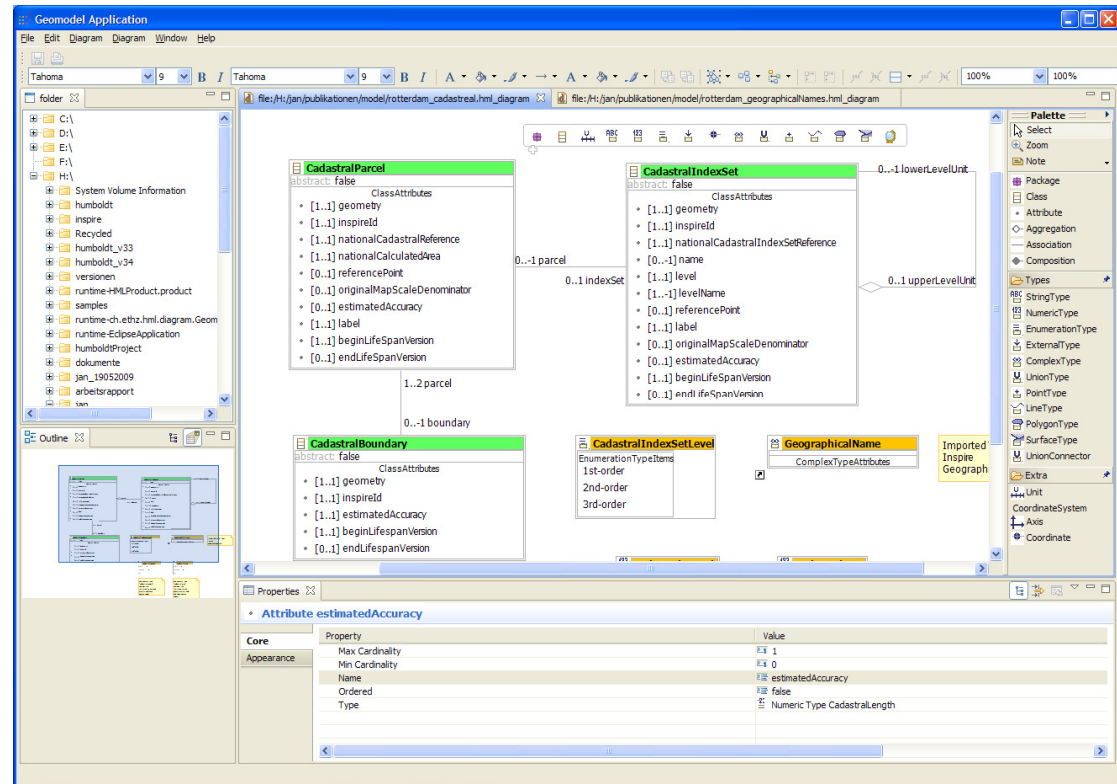 Geomodel Application
File Edit Diagram Diagram Window Help
Tahoma 9 B I Tahoma 9 B I A A 100% 100%
folder
C:\
D:\
E:\
F:\
H:\
System Volume Information
humboldt
inspire
Recycled
humboldt_v33
humboldt_v34
versionen
runtime-HMLProduct.product
samples
runtime-ch.ethz.hml.diagram.Geom
runtime-EclipseApplication
humboldtProject
dokumente
jan_19052009
arbeitsrapport
jan
Outline
file:/H:/jan/publikationen/model/rotterdam_cadastreal.hml_diagram
file:/H:/jan/publikationen/model/rotterdam_geographicalNames.hml_diagram
CadastralParcel
abstract: false
ClassAttributes
[1..1] geometry
[1..1] inspireId
[1..1] nationalCadastralReference
[1..1] nationalCalculatedArea
[0..1] referencePoint
[0..1] originalMapScaleDenominator
[0..1] estimatedAccuracy
[1..1] label
[0..1] beginLifeSpanVersion
[0..1] endLifeSpanVersion
0..-1 parcel
0..1 indexSet
CadastralIndexSet
abstract: false
ClassAttributes
[1..1] geometry
[1..1] inspireId
[1..1] nationalCadastralIndexSetReference
[0..-1] name
[1..1] level
[1..-1] levelName
[0..1] referencePoint
[1..1] label
[0..1] originalMapScaleDenominator
[0..1] estimatedAccuracy
[1..1] beginLifeSpanVersion
[0..1] endLifeSpanVersion
0..-1 lowerLevelUnit
0..1 upperLevelUnit
1..2 parcel
0..-1 boundary
CadastralBoundary
abstract: false
ClassAttributes
[1..1] geometry
[1..1] inspireId
[1..1] estimatedAccuracy
[1..1] beginLifespanVersion
[0..1] endLifespanVersion
CadastralIndexSetLevel
EnumerationTypeItems
1st-order
2nd-order
3rd-order
GeographicalName
ComplexTypeAttributes
Imported
Inspire
Geographi
Palette
Select
Zoom
Note
Package
Class
Attribute
Aggregation
Association
Composition
Types
StringType
NumericType
EnumerationType
ExternalType
ComplexType
UnionType
PointType
LineType
PolygonType
SurfaceType
UnionConnector
Extra
Unit
CoordinateSystem
Axis
Coordinate
Properties
Attribute estimatedAccuracy
Core
Appearance
Property Value
Max Cardinality 1
Min Cardinality 0
Name estimatedAccuracy
Ordered false
Type Numeric Type CadastralLength